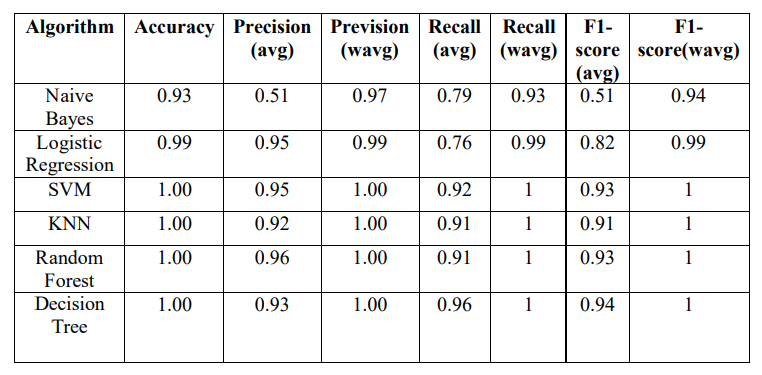 Algorithm Accuracy Precision (avg) Prevision (wavg) Recall (avg) Recall (wavg) F1-score (avg) F1-score(wavg)
Naive Bayes 0.93 0.51 0.97 0.79 0.93 0.51 0.94
Logistic Regression 0.99 0.95 0.99 0.76 0.99 0.82 0.99
SVM 1.00 0.95 1.00 0.92 1 0.93 1
KNN 1.00 0.92 1.00 0.91 1 0.91 1
Random Forest 1.00 0.96 1.00 0.91 1 0.93 1
Decision Tree 1.00 0.93 1.00 0.96 1 0.94 1